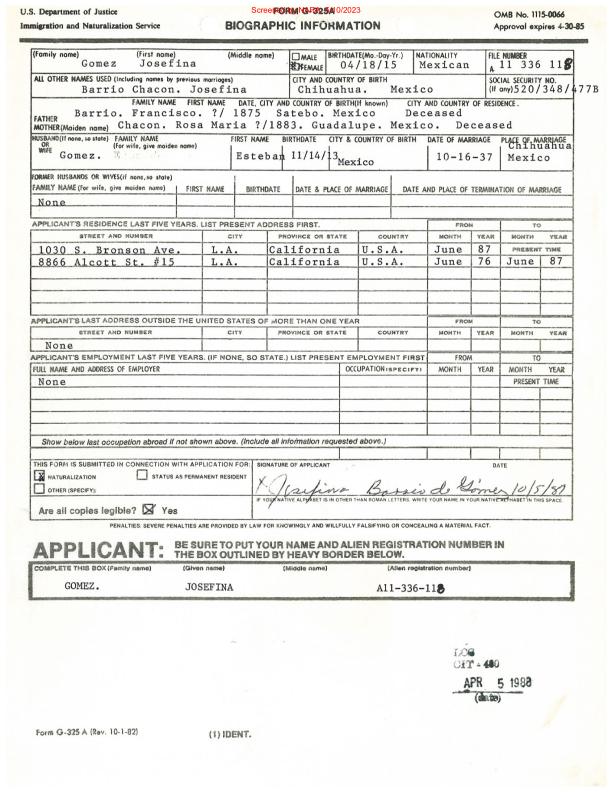 U.S. Department of Justice
Immigration and Naturalization Service
FORM G-325A
BIOGRAPHIC INFORMATION
OMB No. 1115-0066
Approval expires 4-30-85
(Family name) (First name) (Middle name)
Gomez Josefina
MALE
FEMALE
BIRTHDATE(Mo.-Day-Yr.)
04/18/15
NATIONALITY
Mexican
FILE NUMBER
A 11 336 118
ALL OTHER NAMES USED (Including names by previous marriages)
Barrio Chacon. Josefina
CITY AND COUNTRY OF BIRTH
Chihuahua. Mexico
SOCIAL SECURITY NO.
(If any) 520/348/477B
FAMILY NAME FIRST NAME DATE, CITY AND COUNTRY OF BIRTH(If known) CITY AND COUNTRY OF RESIDENCE.
FATHER Barrio. Francisco. ?/ 1875 Satebo. Mexico Deceased
MOTHER(Maiden name) Chacon. Rosa Maria ?/1883. Guadalupe. Mexico. Deceased
HUSBAND(If none, so state) OR WIFE
FAMILY NAME (For wife, give maiden name)
FIRST NAME BIRTHDATE CITY & COUNTRY OF BIRTH DATE OF MARRIAGE PLACE OF MARRIAGE
Gomez. Esteban 11/14/13 Mexico 10-16-37 Chihuahua Mexico
FORMER HUSBANDS OR WIVES(if none, so state)
FAMILY NAME (For wife, give maiden name) FIRST NAME BIRTHDATE DATE & PLACE OF MARRIAGE DATE AND PLACE OF TERMINATION OF MARRIAGE
None
APPLICANT'S RESIDENCE LAST FIVE YEARS. LIST PRESENT ADDRESS FIRST. FROM TO
STREET AND NUMBER CITY PROVINCE OR STATE COUNTRY MONTH YEAR MONTH YEAR
1030 S. Bronson Ave. L.A. California U.S.A. June 87 PRESENT TIME
8866 Alcott St. #15 L.A. California U.S.A. June 76 June 87
APPLICANT'S LAST ADDRESS OUTSIDE THE UNITED STATES OF MORE THAN ONE YEAR FROM TO
STREET AND NUMBER CITY PROVINCE OR STATE COUNTRY MONTH YEAR MONTH YEAR
None
APPLICANT'S EMPLOYMENT LAST FIVE YEARS. (IF NONE, SO STATE.) LIST PRESENT EMPLOYMENT FIRST FROM TO
FULL NAME AND ADDRESS OF EMPLOYER OCCUPATION(SPECIFY) MONTH YEAR MONTH YEAR
None PRESENT TIME
Show below last occupation abroad if not shown above. (Include all information requested above.)
THIS FORM IS SUBMITTED IN CONNECTION WITH APPLICATION FOR:
NATURALIZATION STATUS AS PERMANENT RESIDENT
OTHER (SPECIFY):
SIGNATURE OF APPLICANT DATE
X Josefina Barrio de Gómez 10/5/87
IF YOUR NATIVE ALPHABET IS IN OTHER THAN ROMAN LETTERS, WRITE YOUR NAME IN YOUR NATIVE ALPHABET IN THIS SPACE.
Are all copies legible? Yes
PENALTIES: SEVERE PENALTIES ARE PROVIDED BY LAW FOR KNOWINGLY AND WILLFULLY FALSIFYING OR CONCEALING A MATERIAL FACT.
APPLICANT: BE SURE TO PUT YOUR NAME AND ALIEN REGISTRATION NUMBER IN
THE BOX OUTLINED BY HEAVY BORDER BELOW.
COMPLETE THIS BOX (Family name) (Given name) (Middle name) (Alien registration number)
GOMEZ. JOSEFINA A11-336-118
LOS
CIT - 480
APR 5 1988
(date)
Form G-325 A (Rev. 10-1-82)
(1) IDENT.